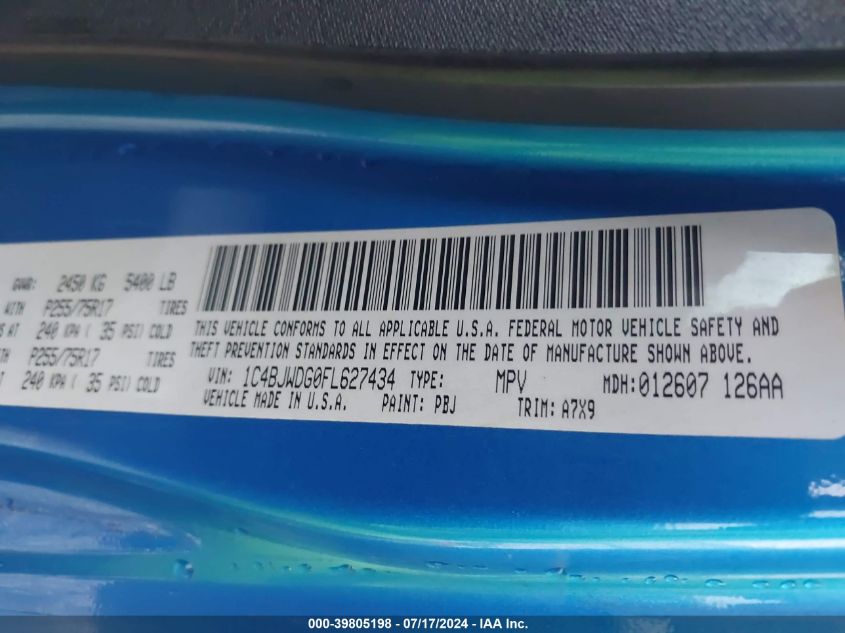 GVWR: 2450 KG 5400 LB
WITH P255/75R17 TIRES
AT 240 KPA ( 35 PSI) COLD
WITH P255/75R17 TIRES
240 KPA ( 35 PSI) COLD
THIS VEHICLE CONFORMS TO ALL APPLICABLE U.S.A. FEDERAL MOTOR VEHICLE SAFETY AND
THEFT PREVENTION STANDARDS IN EFFECT ON THE DATE OF MANUFACTURE SHOWN ABOVE.
VIN: 1C4BJWDG0FL627434 TYPE: MPV MDH:012607 126AA
VEHICLE MADE IN U.S.A. PAINT: PBJ TRIM: A7X9
000-39805198 - 07/17/2024 - IAA Inc.